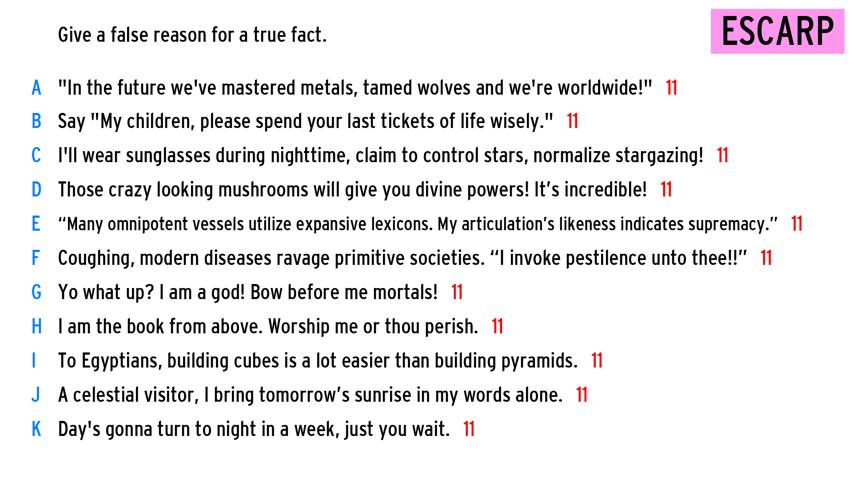 Give a false reason for a true fact.
ESCARP
A "In the future we've mastered metals, tamed wolves and we're worldwide!" 11
B Say "My children, please spend your last tickets of life wisely." 11
C I'll wear sunglasses during nighttime, claim to control stars, normalize stargazing! 11
D Those crazy looking mushrooms will give you divine powers! It’s incredible! 11
E “Many omnipotent vessels utilize expansive lexicons. My articulation’s likeness indicates supremacy.” 11
F Coughing, modern diseases ravage primitive societies. “I invoke pestilence unto thee!!” 11
G Yo what up? I am a god! Bow before me mortals! 11
H I am the book from above. Worship me or thou perish. 11
I To Egyptians, building cubes is a lot easier than building pyramids. 11
J A celestial visitor, I bring tomorrow’s sunrise in my words alone. 11
K Day's gonna turn to night in a week, just you wait. 11